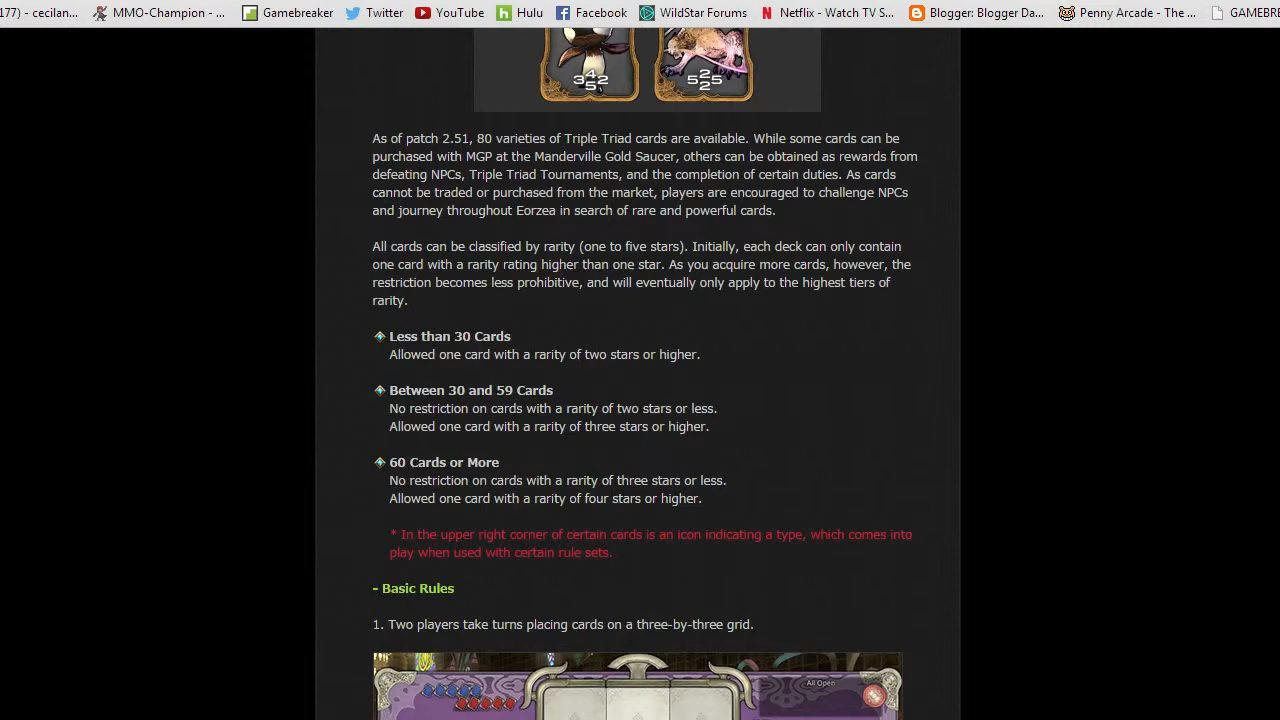 177) - cecilan... MMO-Champion - ... Gamebreaker Twitter YouTube Hulu Facebook WildStar Forums Netflix - Watch TV S... Blogger: Blogger Da... Penny Arcade - The ... GAMEBRE
4
3 2
5
2
5 5
2
As of patch 2.51, 80 varieties of Triple Triad cards are available. While some cards can be
purchased with MGP at the Manderville Gold Saucer, others can be obtained as rewards from
defeating NPCs, Triple Triad Tournaments, and the completion of certain duties. As cards
cannot be traded or purchased from the market, players are encouraged to challenge NPCs
and journey throughout Eorzea in search of rare and powerful cards.
All cards can be classified by rarity (one to five stars). Initially, each deck can only contain
one card with a rarity rating higher than one star. As you acquire more cards, however, the
restriction becomes less prohibitive, and will eventually only apply to the highest tiers of
rarity.
Less than 30 Cards
Allowed one card with a rarity of two stars or higher.
Between 30 and 59 Cards
No restriction on cards with a rarity of two stars or less.
Allowed one card with a rarity of three stars or higher.
60 Cards or More
No restriction on cards with a rarity of three stars or less.
Allowed one card with a rarity of four stars or higher.
* In the upper right corner of certain cards is an icon indicating a type, which comes into
play when used with certain rule sets.
- Basic Rules
1. Two players take turns placing cards on a three-by-three grid.
All Open